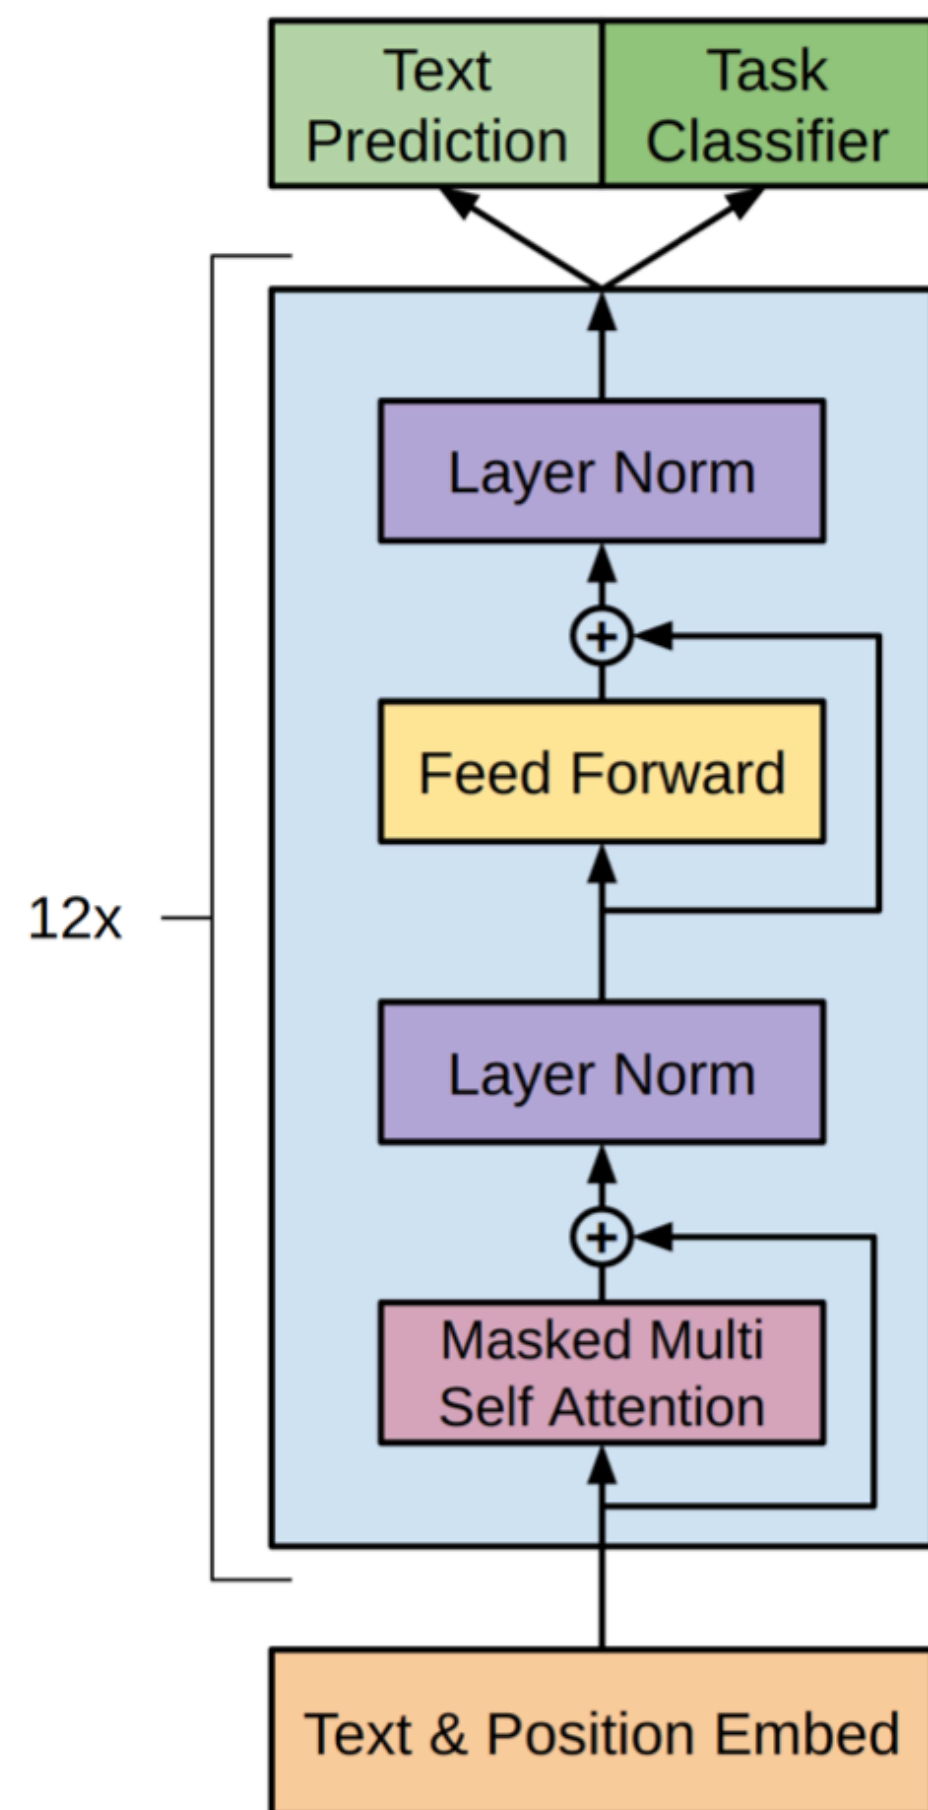 Text
Prediction
Task
Classifier
Layer Norm
+
Feed Forward
12x
Layer Norm
+
Masked Multi
Self Attention
Text & Position Embed